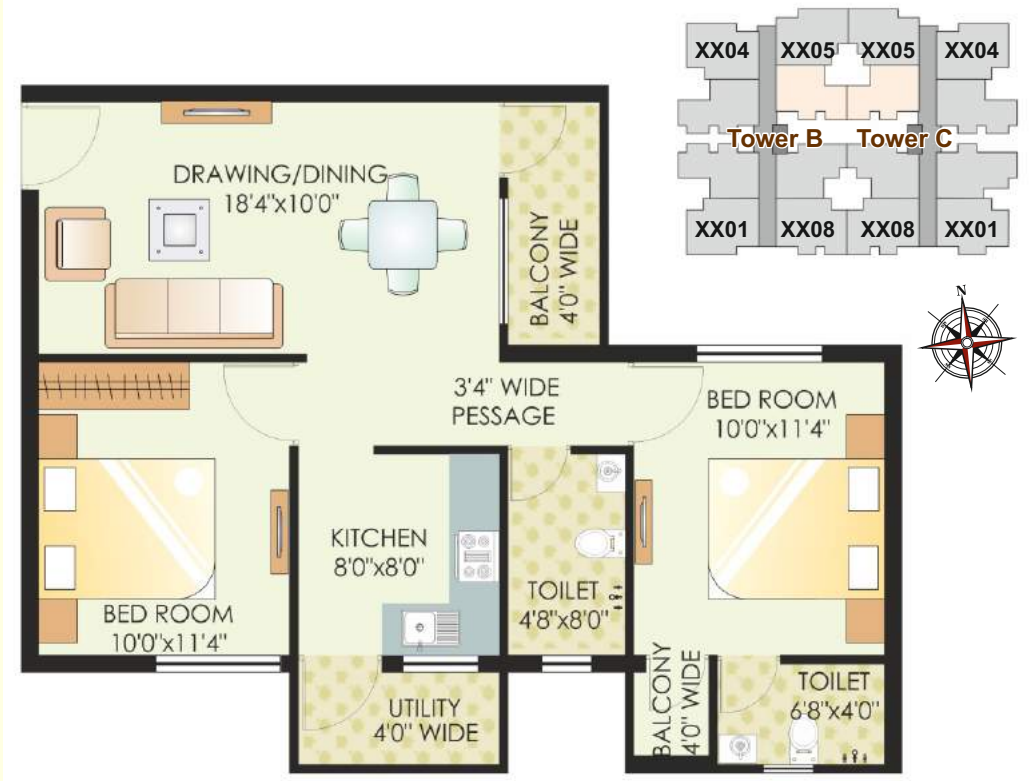 XX04 XX05 XX05 XX04
Tower B Tower C
XX01 XX08 XX08 XX01
N
DRAWING/DINING
18'4"x10'0"
BALCONY
4'0" WIDE
3'4" WIDE
PESSAGE
BED ROOM
10'0"x11'4"
KITCHEN
8'0"x8'0"
TOILET
4'8"x8'0"
BED ROOM
10'0"x11'4"
UTILITY
4'0" WIDE
BALCONY
4'0" WIDE
TOILET
6'8"x4'0"